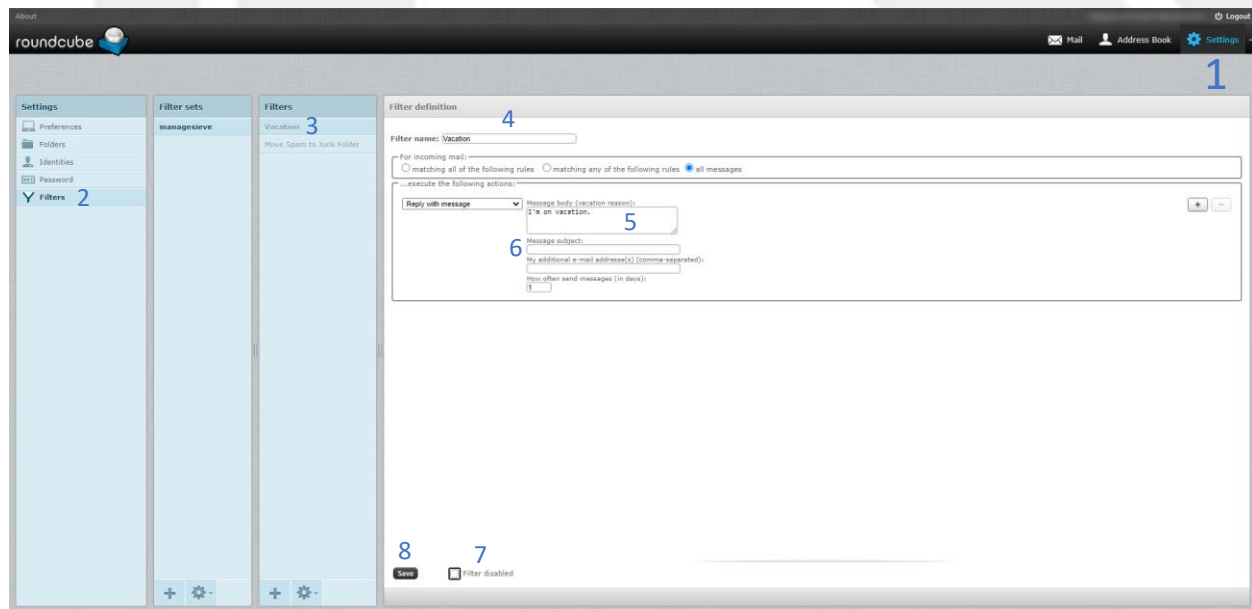 About
Logout
roundcube
Mail Address Book Settings
1
Settings
Preferences
Folders
Identities
Password
Filters 2
Filter sets
managesieve
Filters
Vacation 3
Move Spam to Junk Folder
Filter definition
4
Filter name: Vacation
For incoming mail:
matching all of the following rules matching any of the following rules all messages
...execute the following actions:
Reply with message
Message body (vacation reason):
I'm on vacation.
5
6 Message subject:
My additional e-mail addresse(s) (comma-separated):
How often send messages (in days):
1
8 7
Save Filter disabled